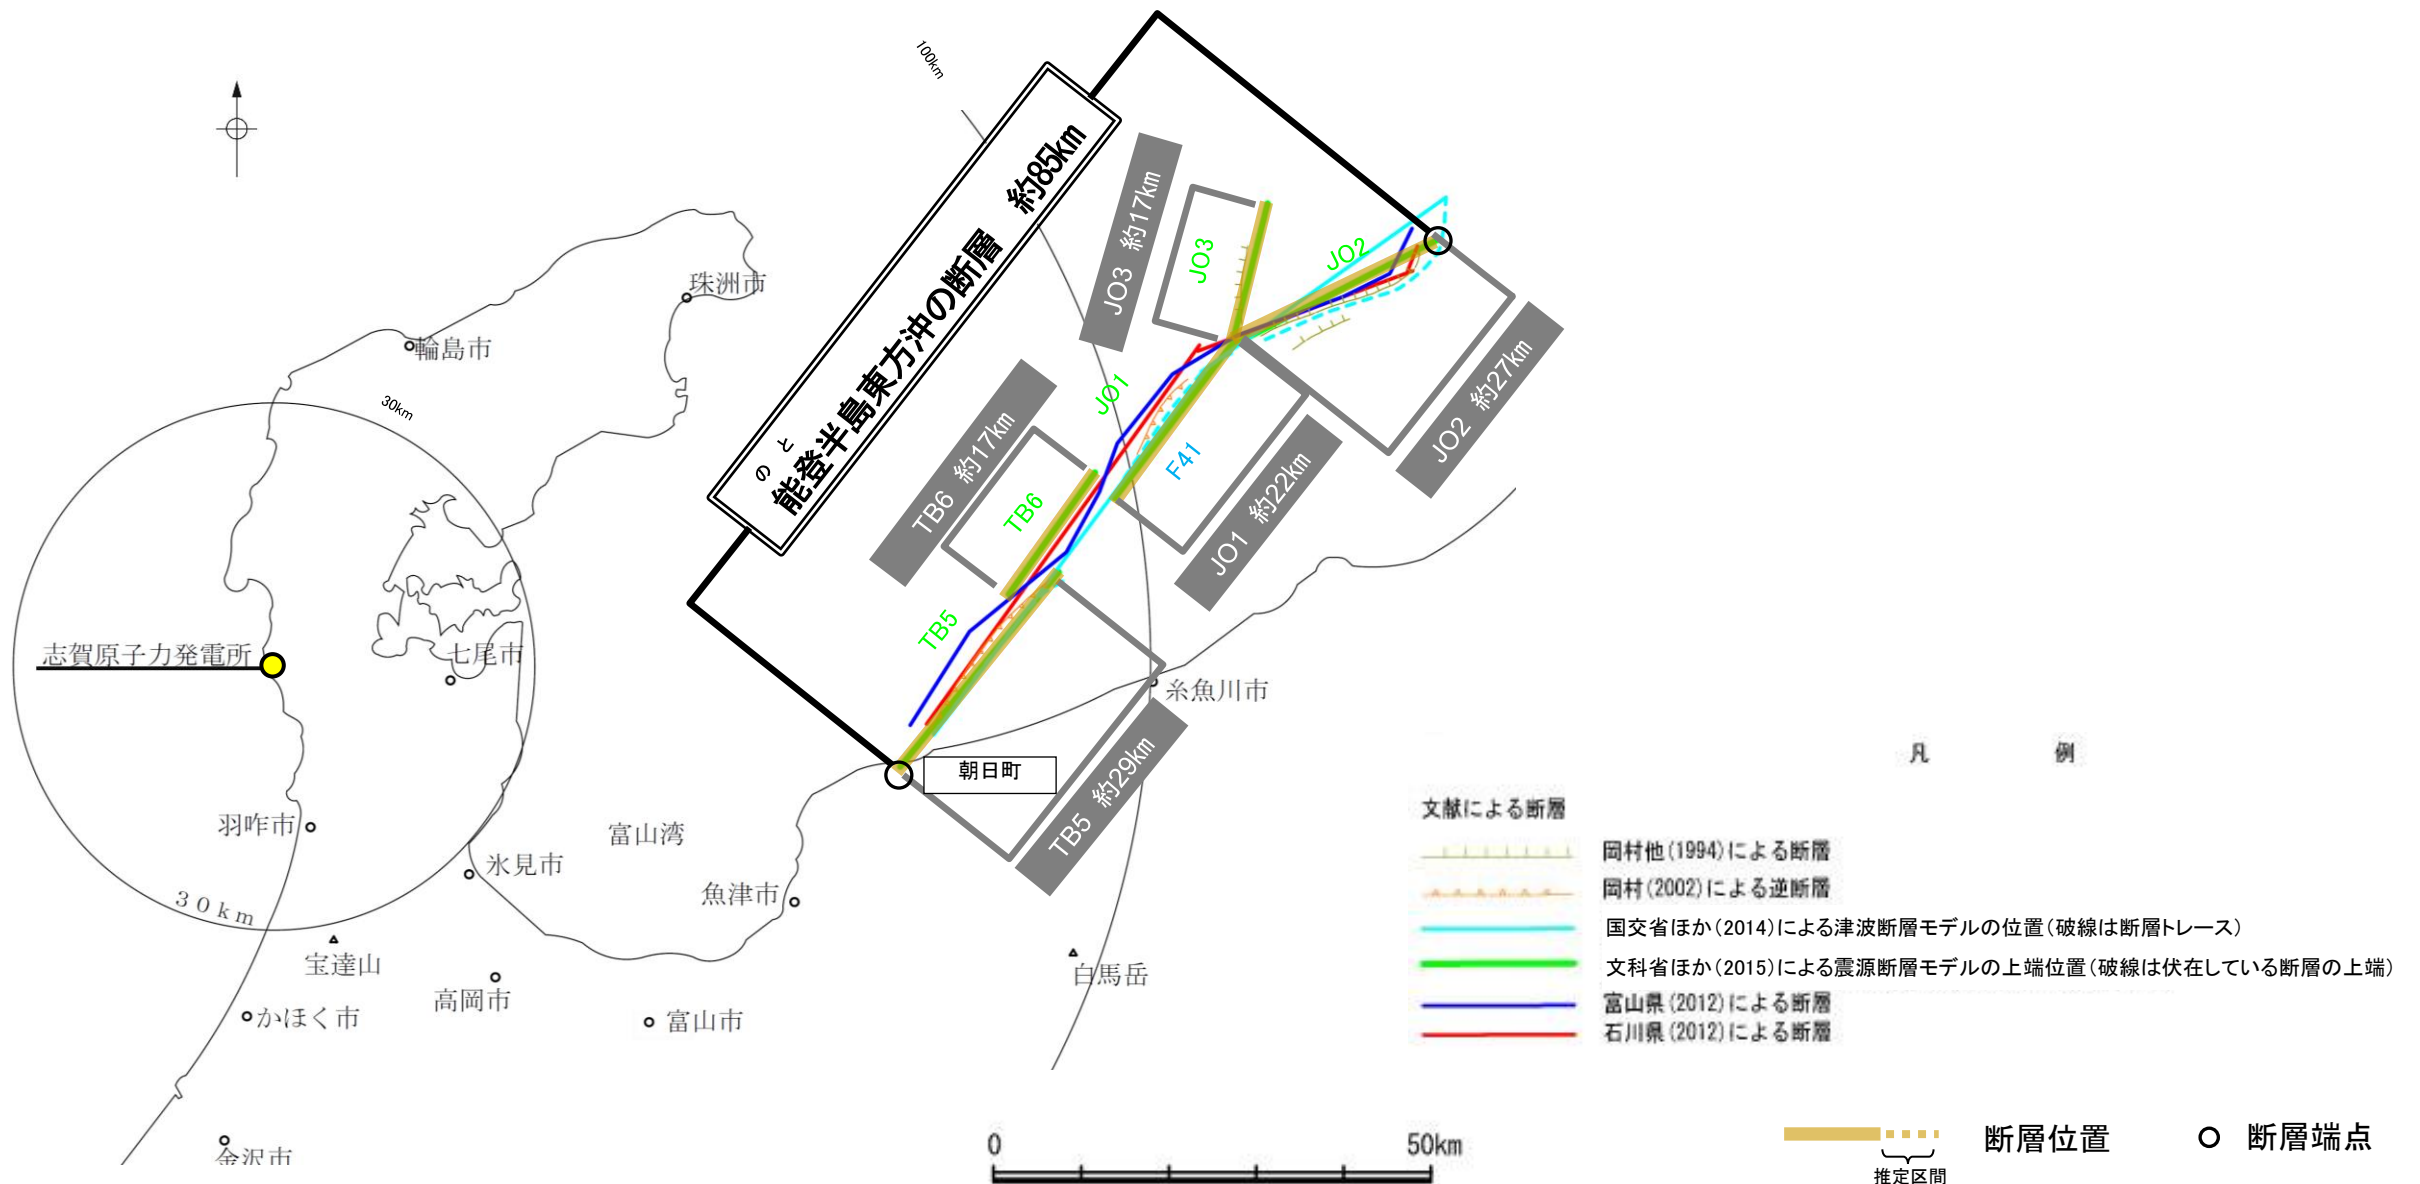 100km
のと
能登半島東方沖の断層　約85km
JO3　約17km
JO3
JO2
珠洲市
輪島市
JO1
30km
TB6　約17km
F41
JO2　約27km
TB6
JO1　約22km
TB5
志賀原子力発電所
七尾市
糸魚川市
朝日町
TB5　約29km
羽咋市
富山湾
氷見市
魚津市
30km
宝達山
白馬岳
高岡市
かほく市
富山市
金沢市
凡　例
文献による断層
岡村他(1994)による断層
岡村(2002)による逆断層
国交省ほか(2014)による津波断層モデルの位置(破線は断層トレース)
文科省ほか(2015)による震源断層モデルの上端位置(破線は伏在している断層の上端)
富山県(2012)による断層
石川県(2012)による断層
0　50km
断層位置
断層端点
推定区間